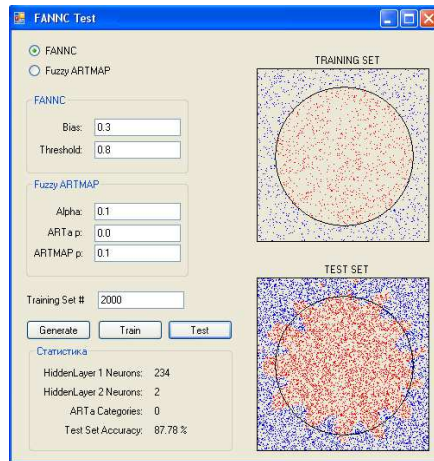 FANNC Test
FANNC
Fuzzy ARTMAP
FANNC
Bias: 0.3
Threshold: 0.8
Fuzzy ARTMAP
Alpha: 0.1
ARTa p: 0.0
ARTMAP p: 0.1
Training Set # 2000
Generate Train Test
Статистика
HiddenLayer 1 Neurons: 234
HiddenLayer 2 Neurons: 2
ARTa Categories: 0
Test Set Accuracy: 87.78 %
TRAINING SET
TEST SET